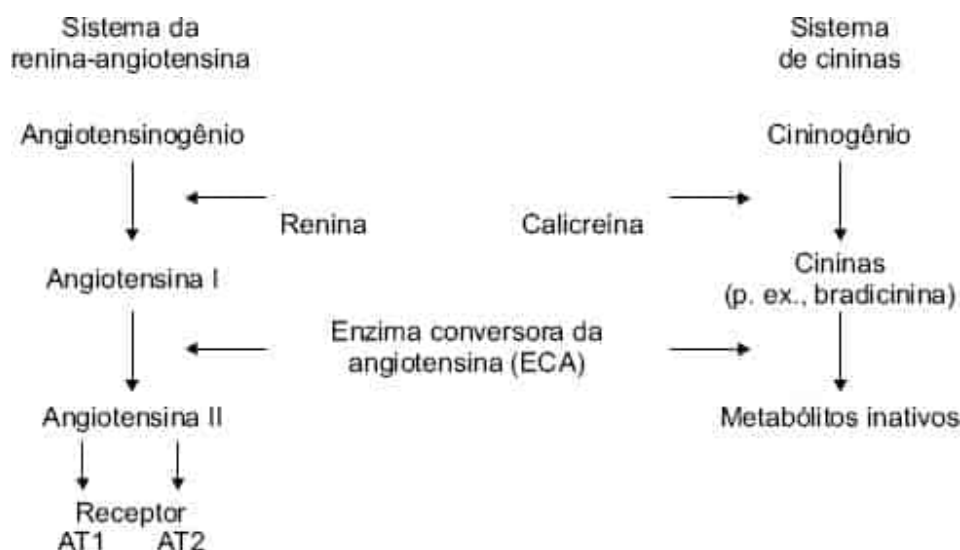 Sistema da
renina-angiotensina
Angiotensinogênio
Renina
Angiotensina I
Angiotensina II
Receptor
AT1 AT2
Calicreína
Enzima conversora da
angiotensina (ECA)
Sistema
de cininas
Cininogênio
Cininas
(p. ex., bradicinina)
Metabólitos inativos